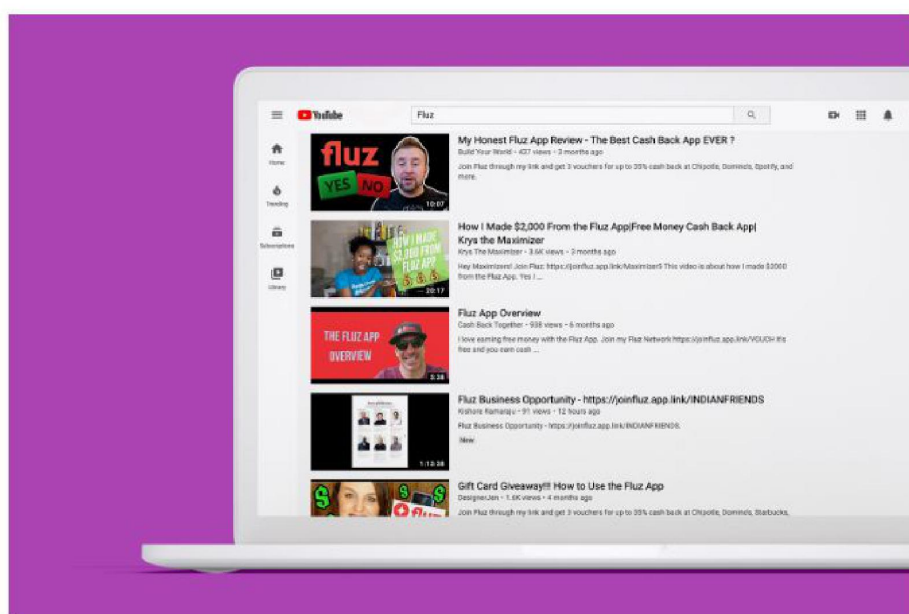 YouTube
Fluz
Home
Trending
Subscriptions
Library
fluz
YES NO
10:07
My Honest Fluz App Review - The Best Cash Back App EVER ?
Build Your World • 437 views • 3 months ago
Join Fluz through my link and get 3 vouchers for up to 35% cash back at Chipotle, Dominos, Spotify, and
more.
HOW I MADE
$2,000 FROM
FLUZ APP
20:17
How I Made $2,000 From the Fluz App|Free Money Cash Back App|
Krys the Maximizer
Krys The Maximizer • 3.6K views • 3 months ago
Hey Maximizers! Join Fluz: https://joinfluz.app.link/Maximizer5 This video is about how I made $2000
from the Fluz App. Yes I ...
THE FLUZ APP
OVERVIEW
3:38
Fluz App Overview
Cash Back Together • 938 views • 6 months ago
I love earning free money with the Fluz App. Join my Fluz Network https://joinfluz.app.link/VOUCH It's
free and you earn cash ...
1:13:38
Fluz Business Opportunity - https://joinfluz.app.link/INDIANFRIENDS
Kishore Kamaraju • 91 views • 12 hours ago
Fluz Business Opportunity - https://joinfluz.app.link/INDIANFRIENDS.
New
fluz
Gift Card Giveaway!!! How to Use the Fluz App
DesignerJen • 1.6K views • 4 months ago
Join Fluz through my link and get 3 vouchers for up to 35% cash back at Chipotle, Dominos, Starbucks,